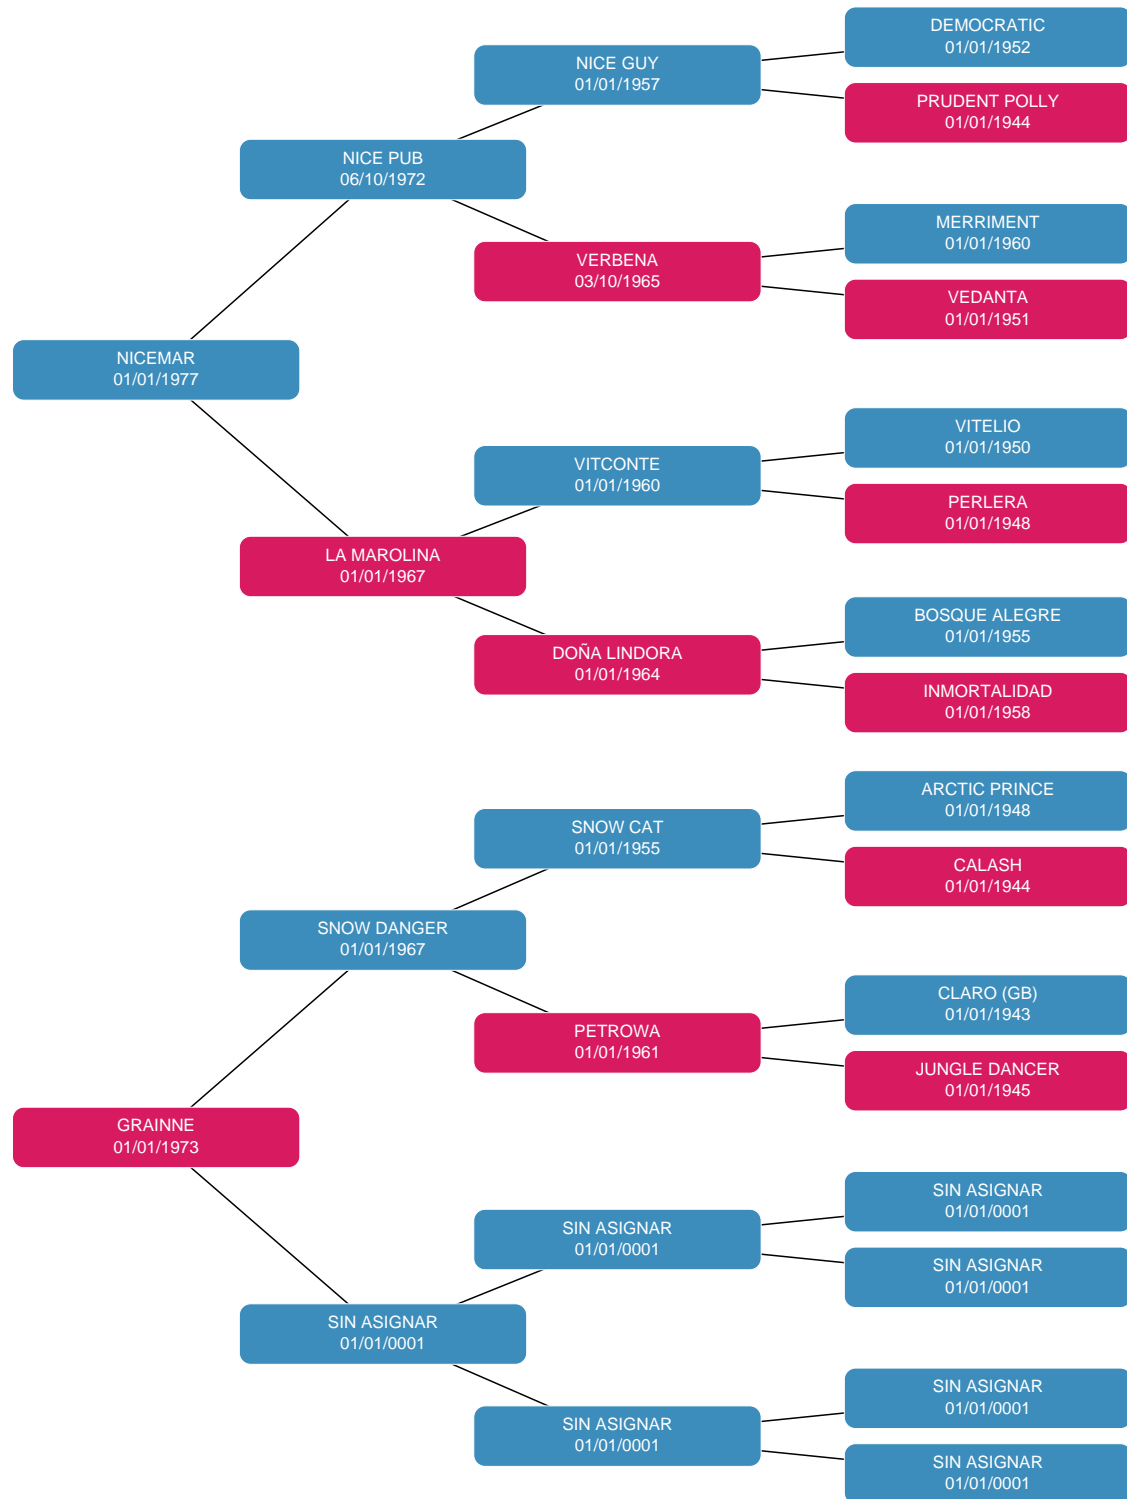 DEMOCRATIC
01/01/1952
NICE GUY
01/01/1957
PRUDENT POLLY
01/01/1944
NICE PUB
06/10/1972
MERRIMENT
01/01/1960
VERBENA
03/10/1965
VEDANTA
01/01/1951
NICEMAR
01/01/1977
VITELIO
01/01/1950
VITCONTE
01/01/1960
PERLERA
01/01/1948
LA MAROLINA
01/01/1967
BOSQUE ALEGRE
01/01/1955
DOÑA LINDORA
01/01/1964
INMORTALIDAD
01/01/1958
ARCTIC PRINCE
01/01/1948
SNOW CAT
01/01/1955
CALASH
01/01/1944
SNOW DANGER
01/01/1967
CLARO (GB)
01/01/1943
PETROWA
01/01/1961
JUNGLE DANCER
01/01/1945
GRAINNE
01/01/1973
SIN ASIGNAR
01/01/0001
SIN ASIGNAR
01/01/0001
SIN ASIGNAR
01/01/0001
SIN ASIGNAR
01/01/0001
SIN ASIGNAR
01/01/0001
SIN ASIGNAR
01/01/0001
SIN ASIGNAR
01/01/0001